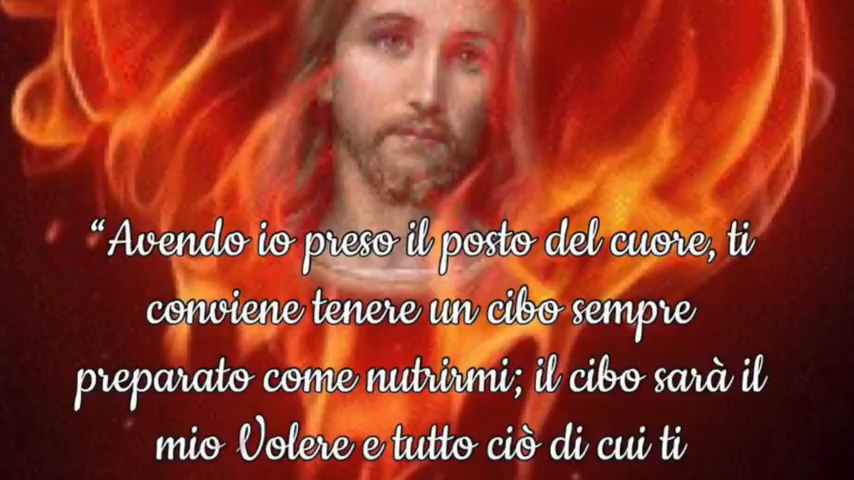 “Avendo io preso il posto del cuore, ti
conviene tenere un cibo sempre
preparato come nutrirmi; il cibo sarà il
mio Volere e tutto ciò di cui ti